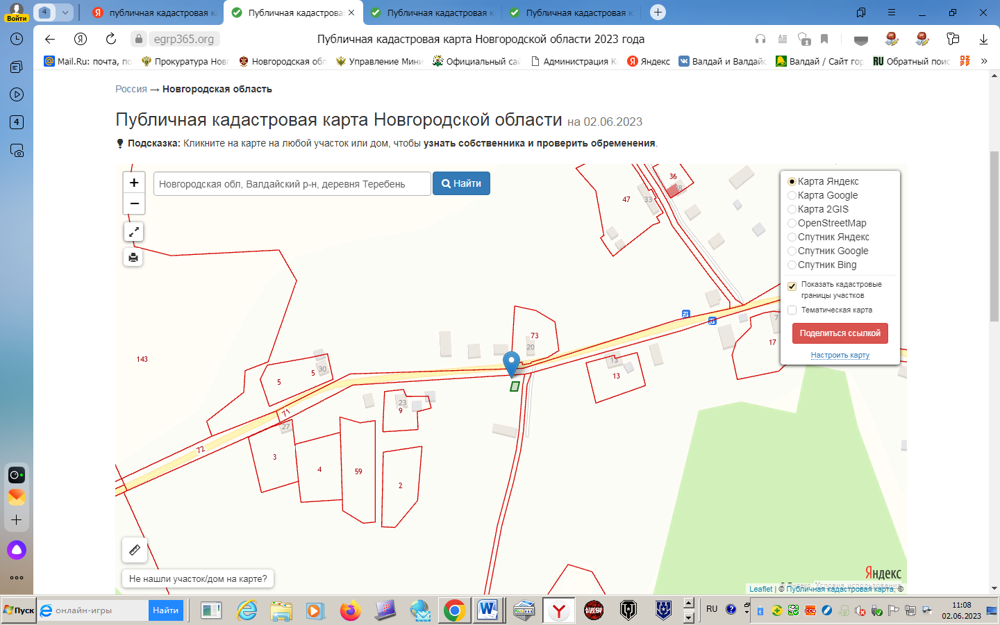 Войти
4
публичная кадастровая к
Публичная кадастрова
Публичная кадастровая к
Публичная кадастровая к
egrp365.org
Публичная кадастровая карта Новгородской области 2023 года
1
Mail.Ru: почта, по
Прокуратура Новг
Новгородская обл
Управление Мини
Официальный сай
Администрация К
Яндекс
Валдай и Валдайс
Валдай / Сайт гор
RU Обратный поис
Россия → Новгородская область
Публичная кадастровая карта Новгородской области на 02.06.2023
Подсказка: Кликните на карте на любой участок или дом, чтобы узнать собственника и проверить обременения.
+
−
Новгородская обл, Валдайский р-н, деревня Теребень
Найти
Карта Яндекс
Карта Google
Карта 2GIS
OpenStreetMap
Спутник Яндекс
Спутник Google
Спутник Bing
Показать кадастровые
границы участков
Тематическая карта
Поделиться ссылкой
Настроить карту
36
47
33
73
20
7
17
143
5
5
30
13
13
23
9
71
27
72
3
4
59
2
4
Не нашли участок/дом на карте?
Яндекс
© Яндекс Условия использования
Leaflet | © Публичная кадастровая карта, ©
Пуск
онлайн-игры
Найти
RU
11:08
02.06.2023